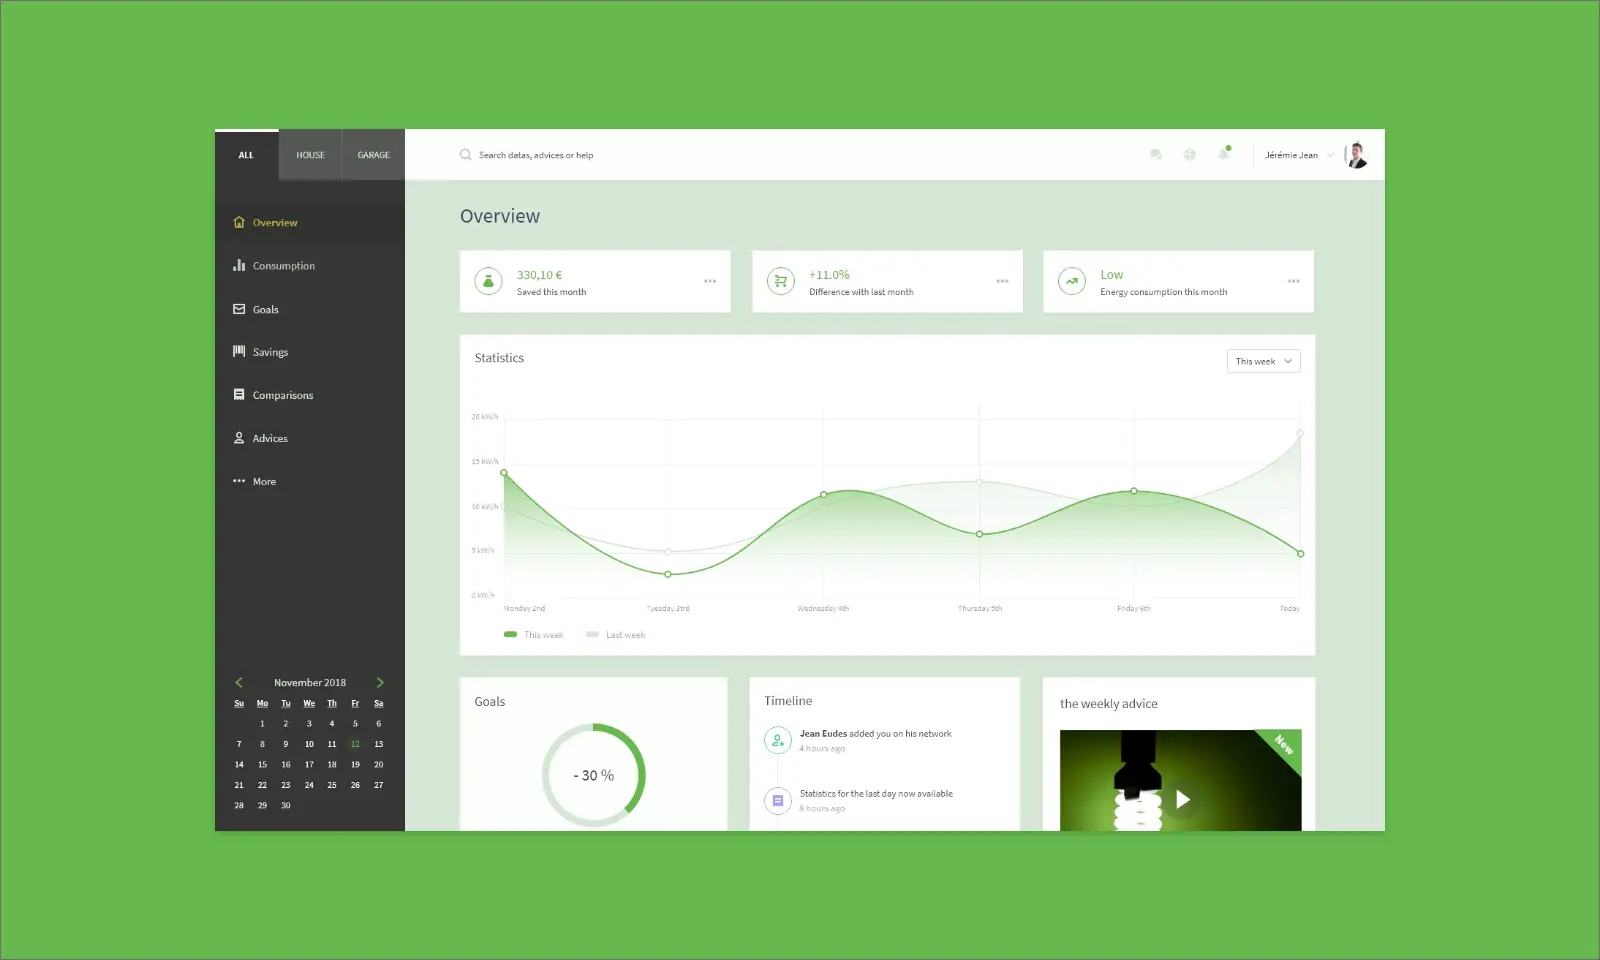 ALL
HOUSE
GARAGE
Search datas, advices or help
Jérémie Jean
Overview
Consumption
Goals
Savings
Comparisons
Advices
More
November 2018
Su Mo Tu We Th Fr Sa
1 2 3 4 5 6
7 8 9 10 11 12 13
14 15 16 17 18 19 20
21 22 23 24 25 26 27
28 29 30
Overview
330,10 €
Saved this month
+11.0%
Difference with last month
Low
Energy consumption this month
Statistics
This week
20 kW/h
15 kW/h
10 kW/h
5 kW/h
0 kW/h
Monday 2nd
Tuesday 3trd
Wednesday 4th
Thursday 5th
Friday 6th
Today
This week
Last week
Goals
- 30 %
Timeline
Jean Eudes added you on his network
4 hours ago
Statistics for the last day now available
8 hours ago
the weekly advice
New